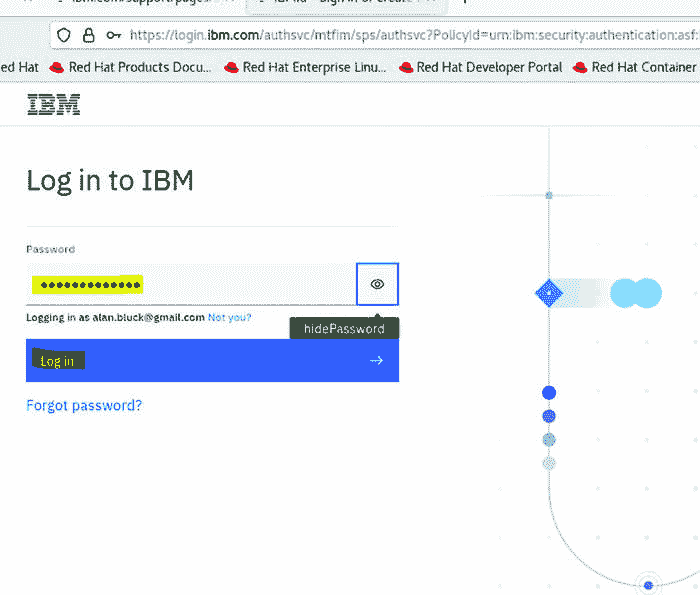 https://login.ibm.com/authsvc/mtfim/sps/authsvc?PolicyId=urn:ibm:security:authentication:asf:
ed Hat Red Hat Products Docu... Red Hat Enterprise Linu... Red Hat Developer Portal Red Hat Container
IBM
Log in to IBM
Password
Logging in as alan.bluck@gmail.com Not you?
hidePassword
Log in
Forgot password?